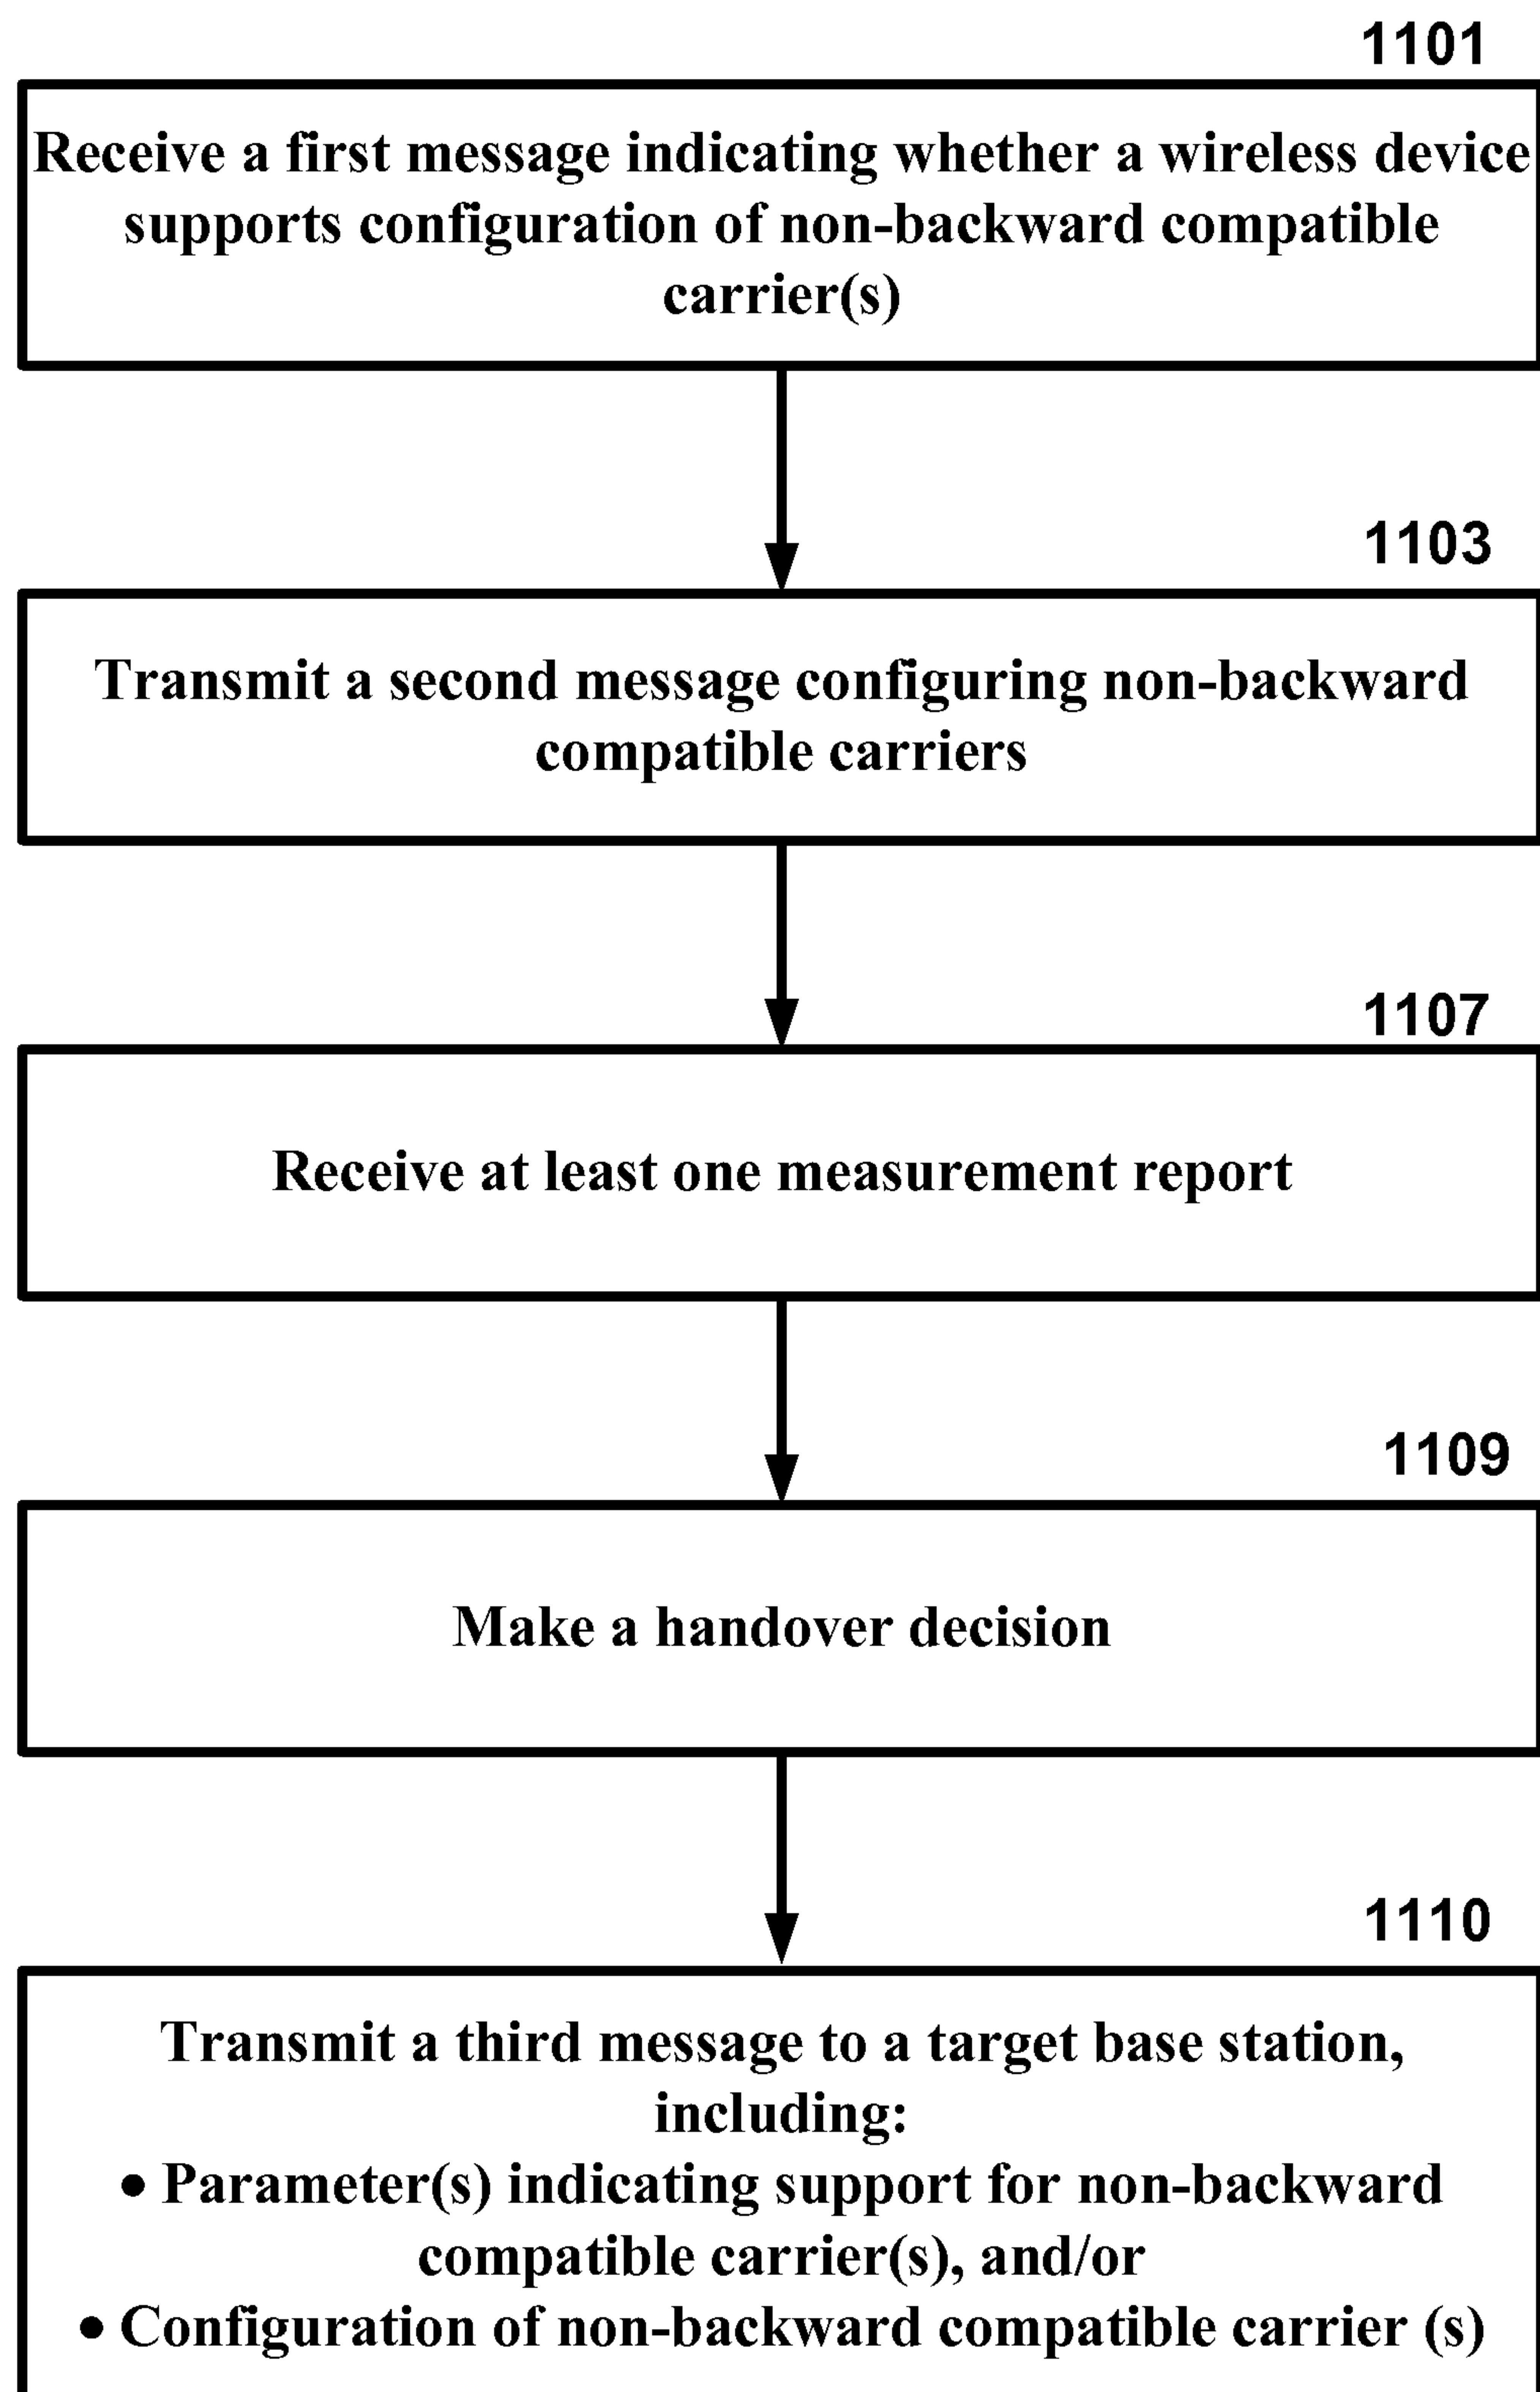 1101
Receive a first message indicating whether a wireless device
supports configuration of non-backward compatible
carrier(s)
1103
Transmit a second message configuring non-backward
compatible carriers
1107
Receive at least one measurement report
1109
Make a handover decision
1110
Transmit a third message to a target base station,
including:
● Parameter(s) indicating support for non-backward
compatible carrier(s), and/or
● Configuration of non-backward compatible carrier (s)